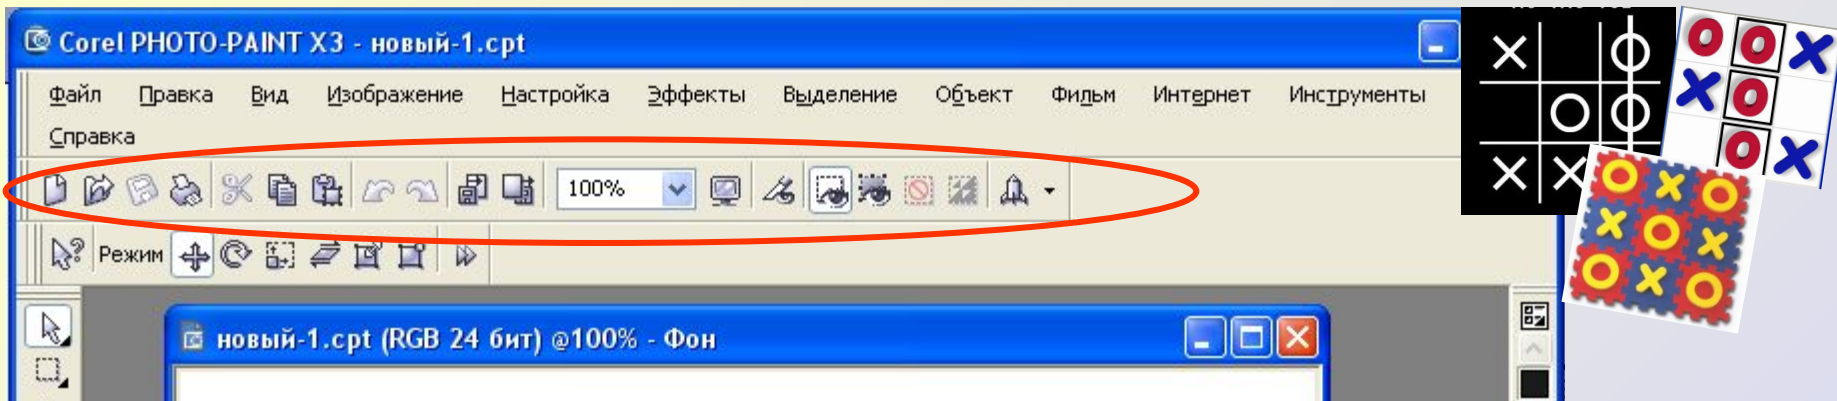 Corel PHOTO-PAINT X3 - новый-1.cpt
Файл Правка Вид Изображение Настройка Эффекты Выделение Объект Фильм Интернет Инструменты
Справка
100%
Режим
новый-1.cpt (RGB 24 бит) @100% - Фон